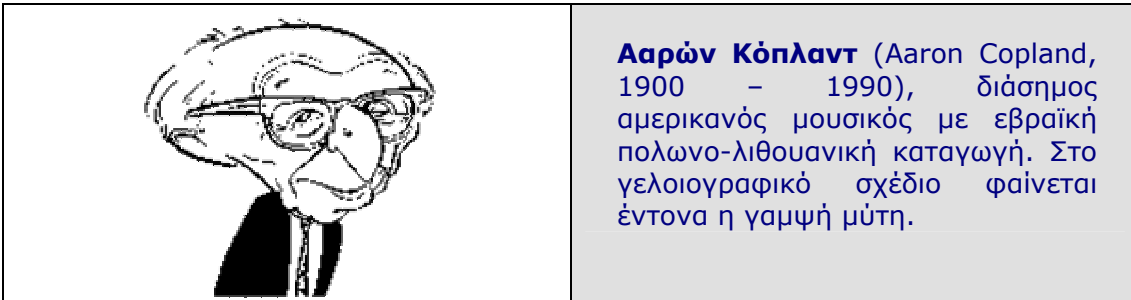 Ααρών Κόπλαντ (Aaron Copland,
1900 – 1990), διάσημος
αμερικανός μουσικός με εβραϊκή
πολωνο-λιθουανική καταγωγή. Στο
γελοιογραφικό σχέδιο φαίνεται
έντονα η γαμψή μύτη.